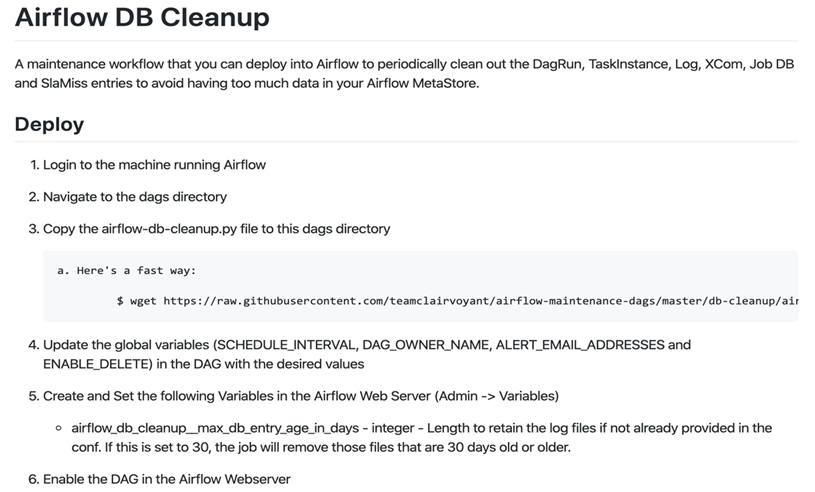 Airflow DB Cleanup
A maintenance workflow that you can deploy into Airflow to periodically clean out the DagRun, TaskInstance, Log, XCom, Job DB
and SlaMiss entries to avoid having too much data in your Airflow MetaStore.
Deploy
1. Login to the machine running Airflow
2. Navigate to the dags directory
3. Copy the airflow-db-cleanup.py file to this dags directory
a. Here's a fast way:
$ wget https://raw.githubusercontent.com/teamclairvoyant/airflow-maintenance-dags/master/db-cleanup/air
4. Update the global variables (SCHEDULE_INTERVAL, DAG_OWNER_NAME, ALERT_EMAIL_ADDRESSES and
ENABLE_DELETE) in the DAG with the desired values
5. Create and Set the following Variables in the Airflow Web Server (Admin -> Variables)
○ airflow_db_cleanup__max_db_entry_age_in_days - integer - Length to retain the log files if not already provided in the
conf. If this is set to 30, the job will remove those files that are 30 days old or older.
6. Enable the DAG in the Airflow Webserver